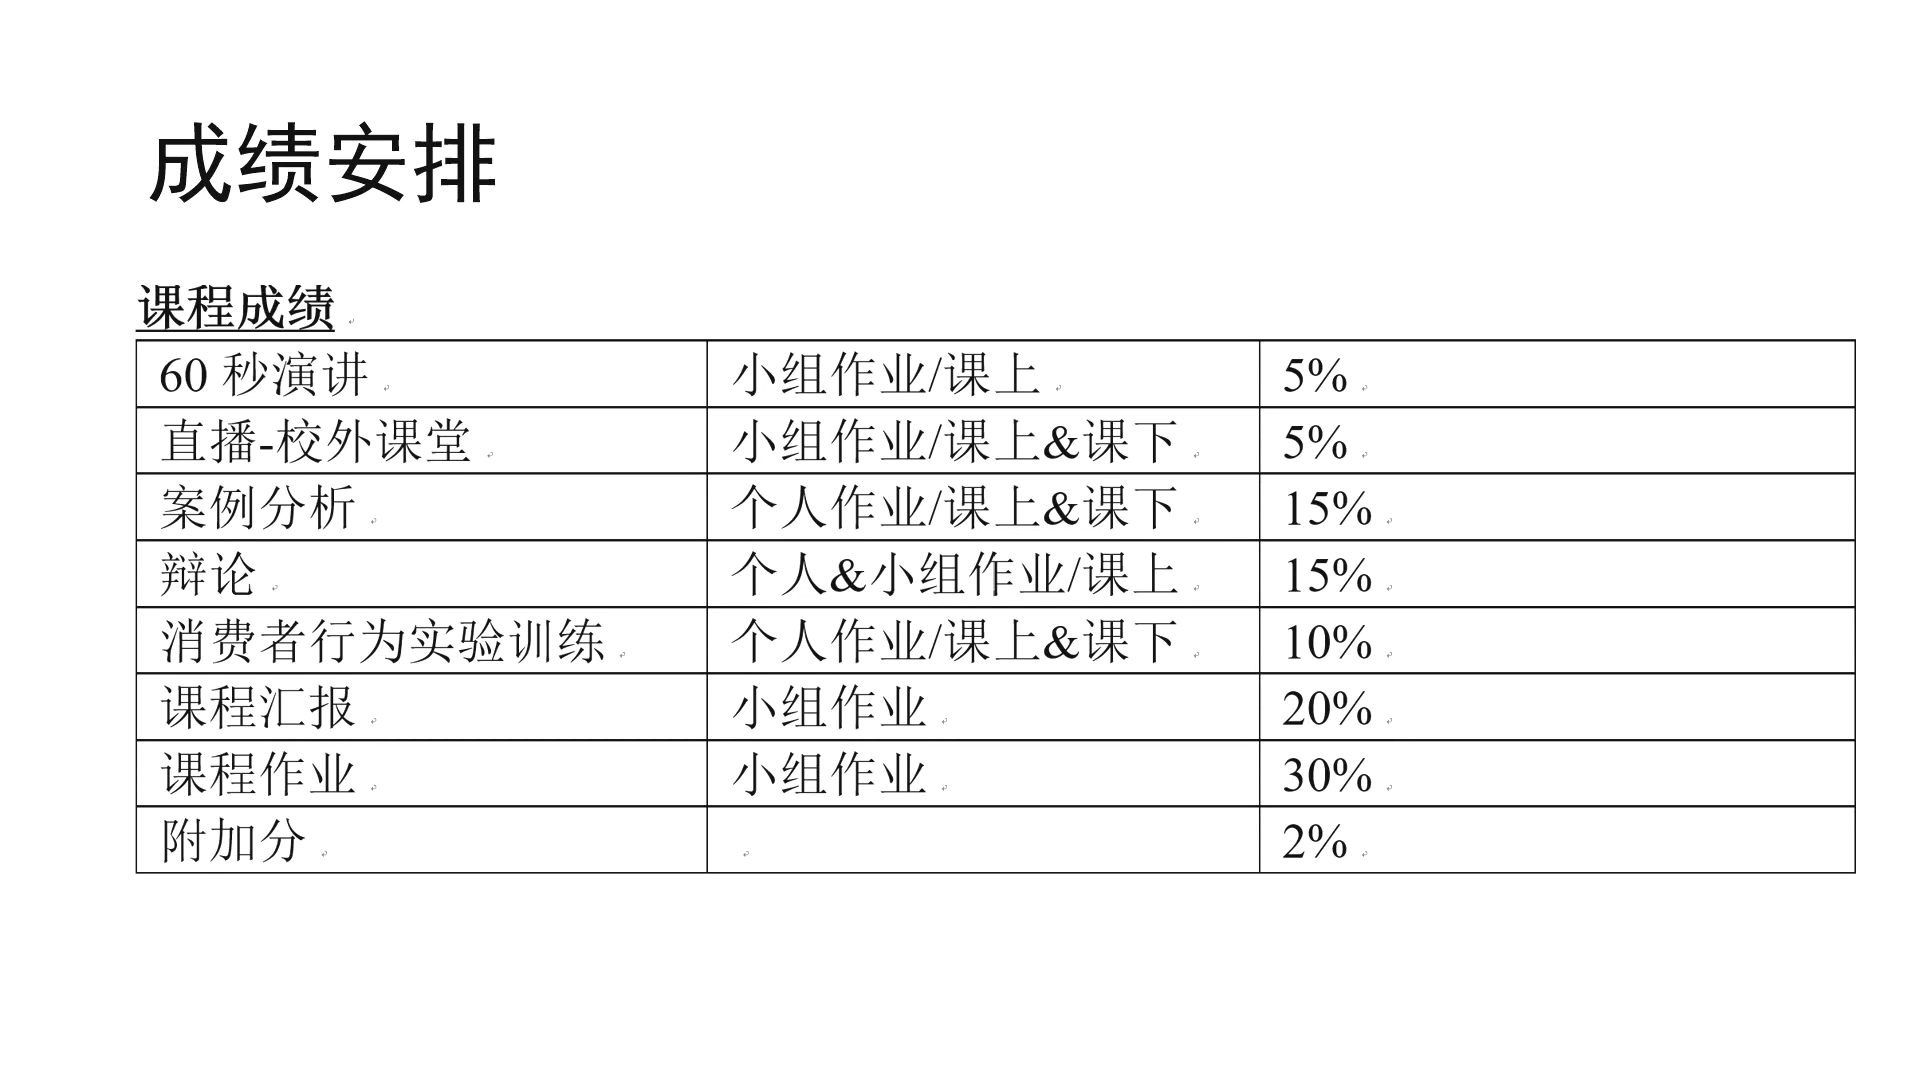 成绩安排
课程成绩
60 秒演讲 小组作业/课上 5%
直播-校外课堂 小组作业/课上&课下 5%
案例分析 个人作业/课上&课下 15%
辩论 个人&小组作业/课上 15%
消费者行为实验训练 个人作业/课上&课下 10%
课程汇报 小组作业 20%
课程作业 小组作业 30%
附加分 2%